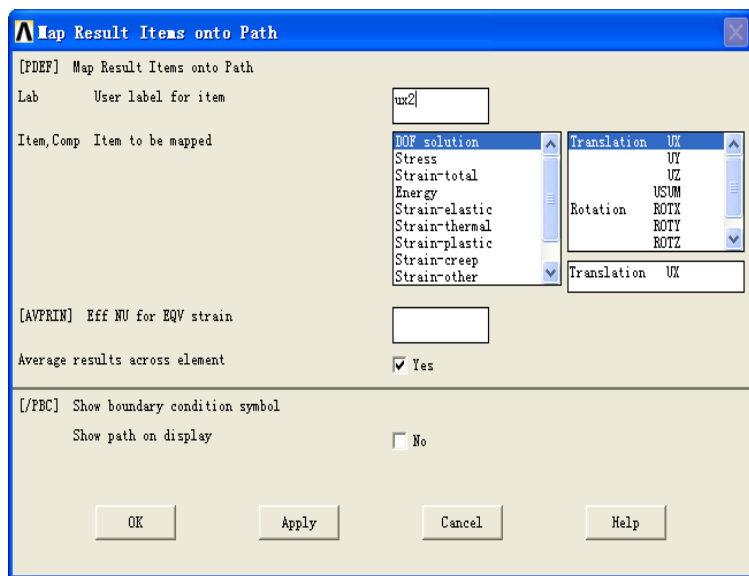 Map Result Items onto Path
[PDEF] Map Result Items onto Path
Lab User label for item ux2
Item,Comp Item to be mapped
DOF solution
Stress
Strain-total
Energy
Strain-elastic
Strain-thermal
Strain-plastic
Strain-creep
Strain-other
Translation UX
UY
UZ
USUM
Rotation ROTX
ROTY
ROTZ
Translation UX
[AVPRIN] Eff NU for EQV strain
Average results across element Yes
[/PBC] Show boundary condition symbol
Show path on display No
OK Apply Cancel Help